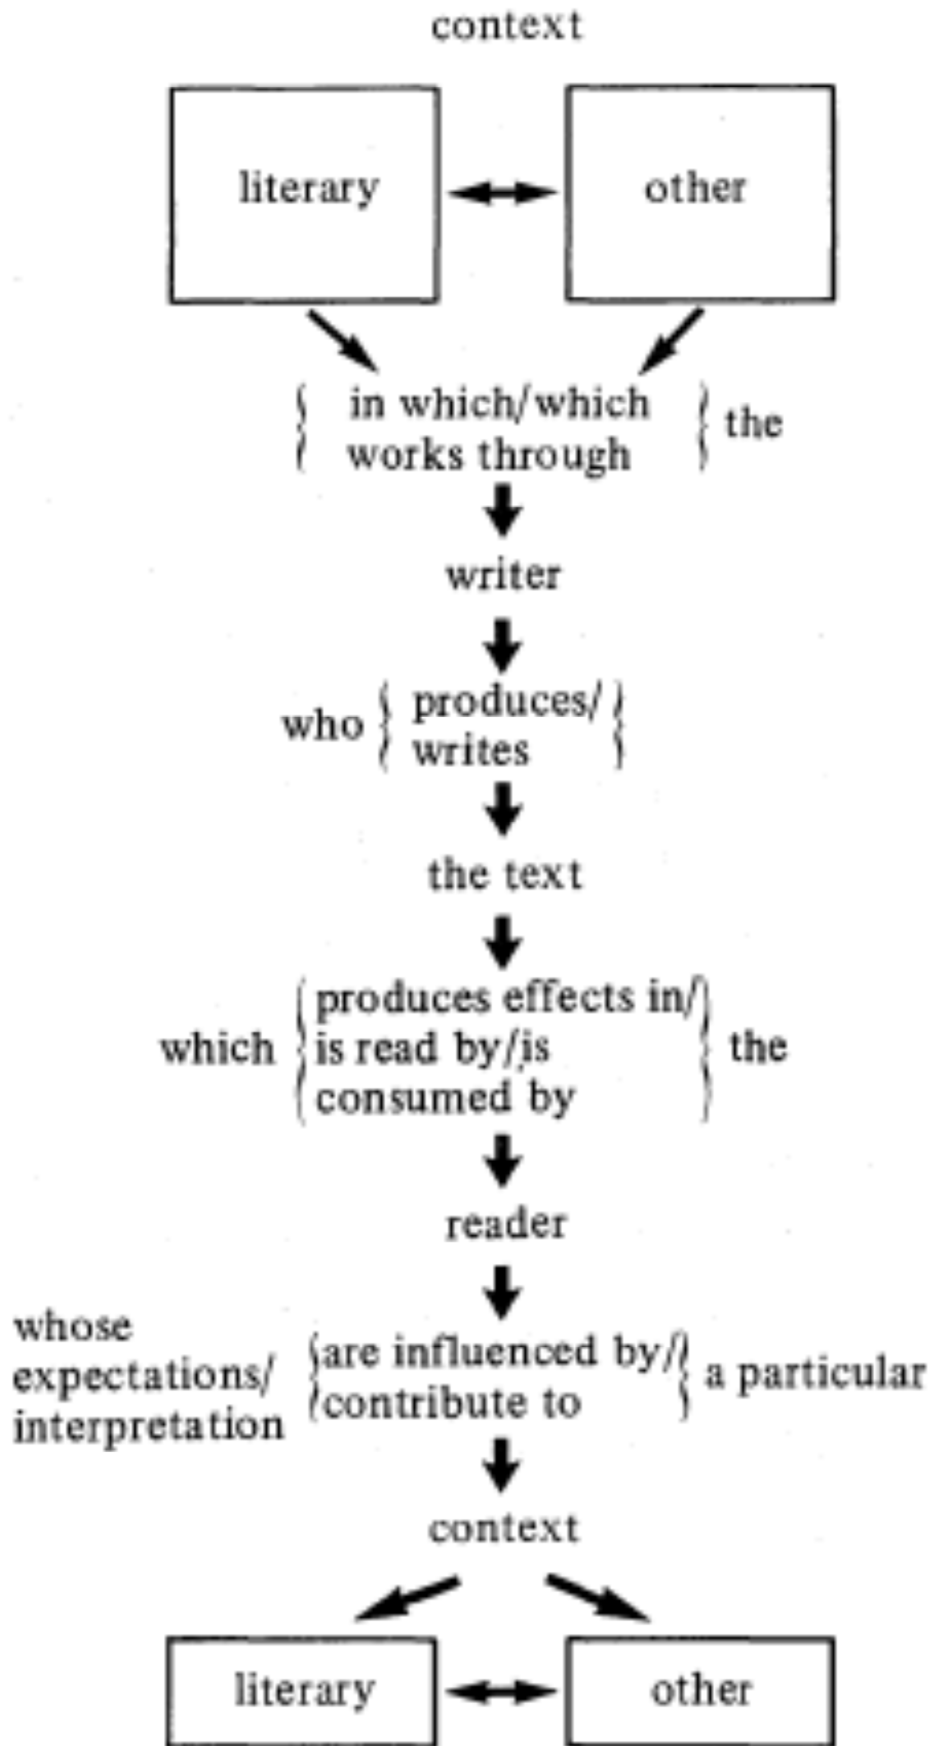 context
literary other
{ in which/which
works through } the
writer
who { produces/
writes }
the text
which { produces effects in/
is read by/is
consumed by } the
reader
whose
expectations/
interpretation { are influenced by/
contribute to } a particular
context
literary other